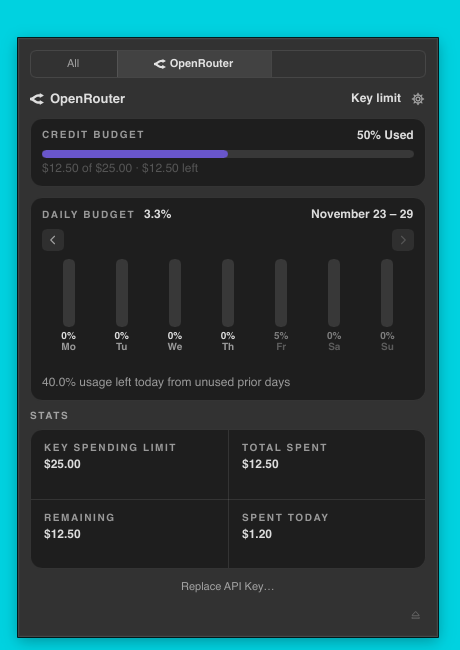 All
OpenRouter
OpenRouter
Key limit
CREDIT BUDGET
50% Used
$12.50 of $25.00 · $12.50 left
DAILY BUDGET 3.3%
November 23 – 29
0% 0% 0% 0% 5% 0% 0%
Mo Tu We Th Fr Sa Su
40.0% usage left today from unused prior days
STATS
KEY SPENDING LIMIT
$25.00
TOTAL SPENT
$12.50
REMAINING
$12.50
SPENT TODAY
$1.20
Replace API Key…